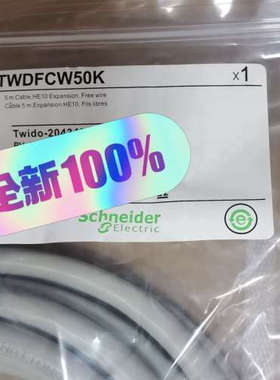 TWDFCW50K
x1
5 m Cable, HE10 Expansion, Free wire
Câble 5 m, Expansion HE10, Fils libres
全新100%
Schneider
Electric